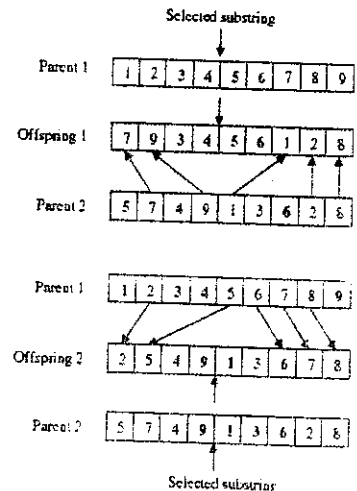 Selected substring
Parent 1 1 2 3 4 5 6 7 8 9
Offspring 1 7 9 3 4 5 6 1 2 8
Parent 2 5 7 4 9 1 3 6 2 8
Parent 1 1 2 3 4 5 6 7 8 9
Offspring 2 2 5 4 9 1 3 6 7 8
Parent 2 5 7 4 9 1 3 6 2 8
Selected substring